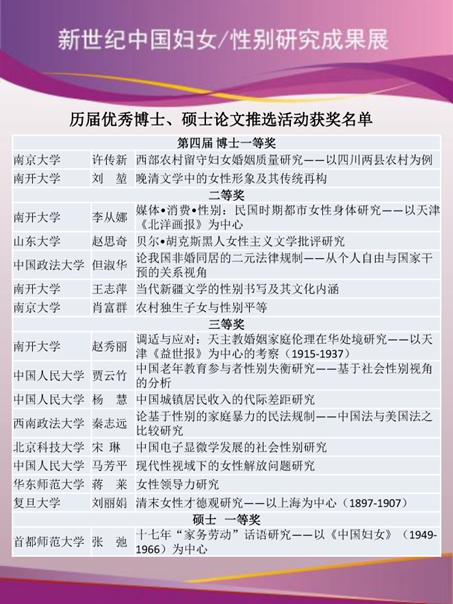 新世纪中国妇女/性别研究成果展
历届优秀博士、硕士论文推选活动获奖名单
第四届 博士一等奖
南京大学 许传新 西部农村留守妇女婚姻质量研究——以四川两县农村为例
南开大学 刘 堃 晚清文学中的女性形象及其传统再构
二等奖
南开大学 李从娜 媒体•消费•性别：民国时期都市女性身体研究——以天津
《北洋画报》为中心
山东大学 赵思奇 贝尔•胡克斯黑人女性主义文学批评研究
中国政法大学 但淑华 论我国非婚同居的二元法律规制——从个人自由与国家干
预的关系视角
南开大学 王志萍 当代新疆文学的性别书写及其文化内涵
南京大学 肖富群 农村独生子女与性别平等
三等奖
南开大学 赵秀丽 调适与应对：天主教婚姻家庭伦理在华处境研究——以天
津《益世报》为中心的考察（1915-1937）
中国人民大学 贾云竹 中国老年教育参与者性别失衡研究——基于社会性别视角
的分析
中国人民大学 杨 慧 中国城镇居民收入的代际差距研究
西南政法大学 秦志远 论基于性别的家庭暴力的民法规制——中国法与美国法之
比较研究
北京科技大学 宋 琳 中国电子显微学发展的社会性别研究
中国人民大学 马芳平 现代性视域下的女性解放问题研究
华东师范大学 蒋 莱 女性领导力研究
复旦大学 刘丽娟 清末女性才德观研究——以上海为中心（1897-1907）
硕士 一等奖
首都师范大学 张 弛 十七年“家务劳动”话语研究——以《中国妇女》（1949-
1966）为中心